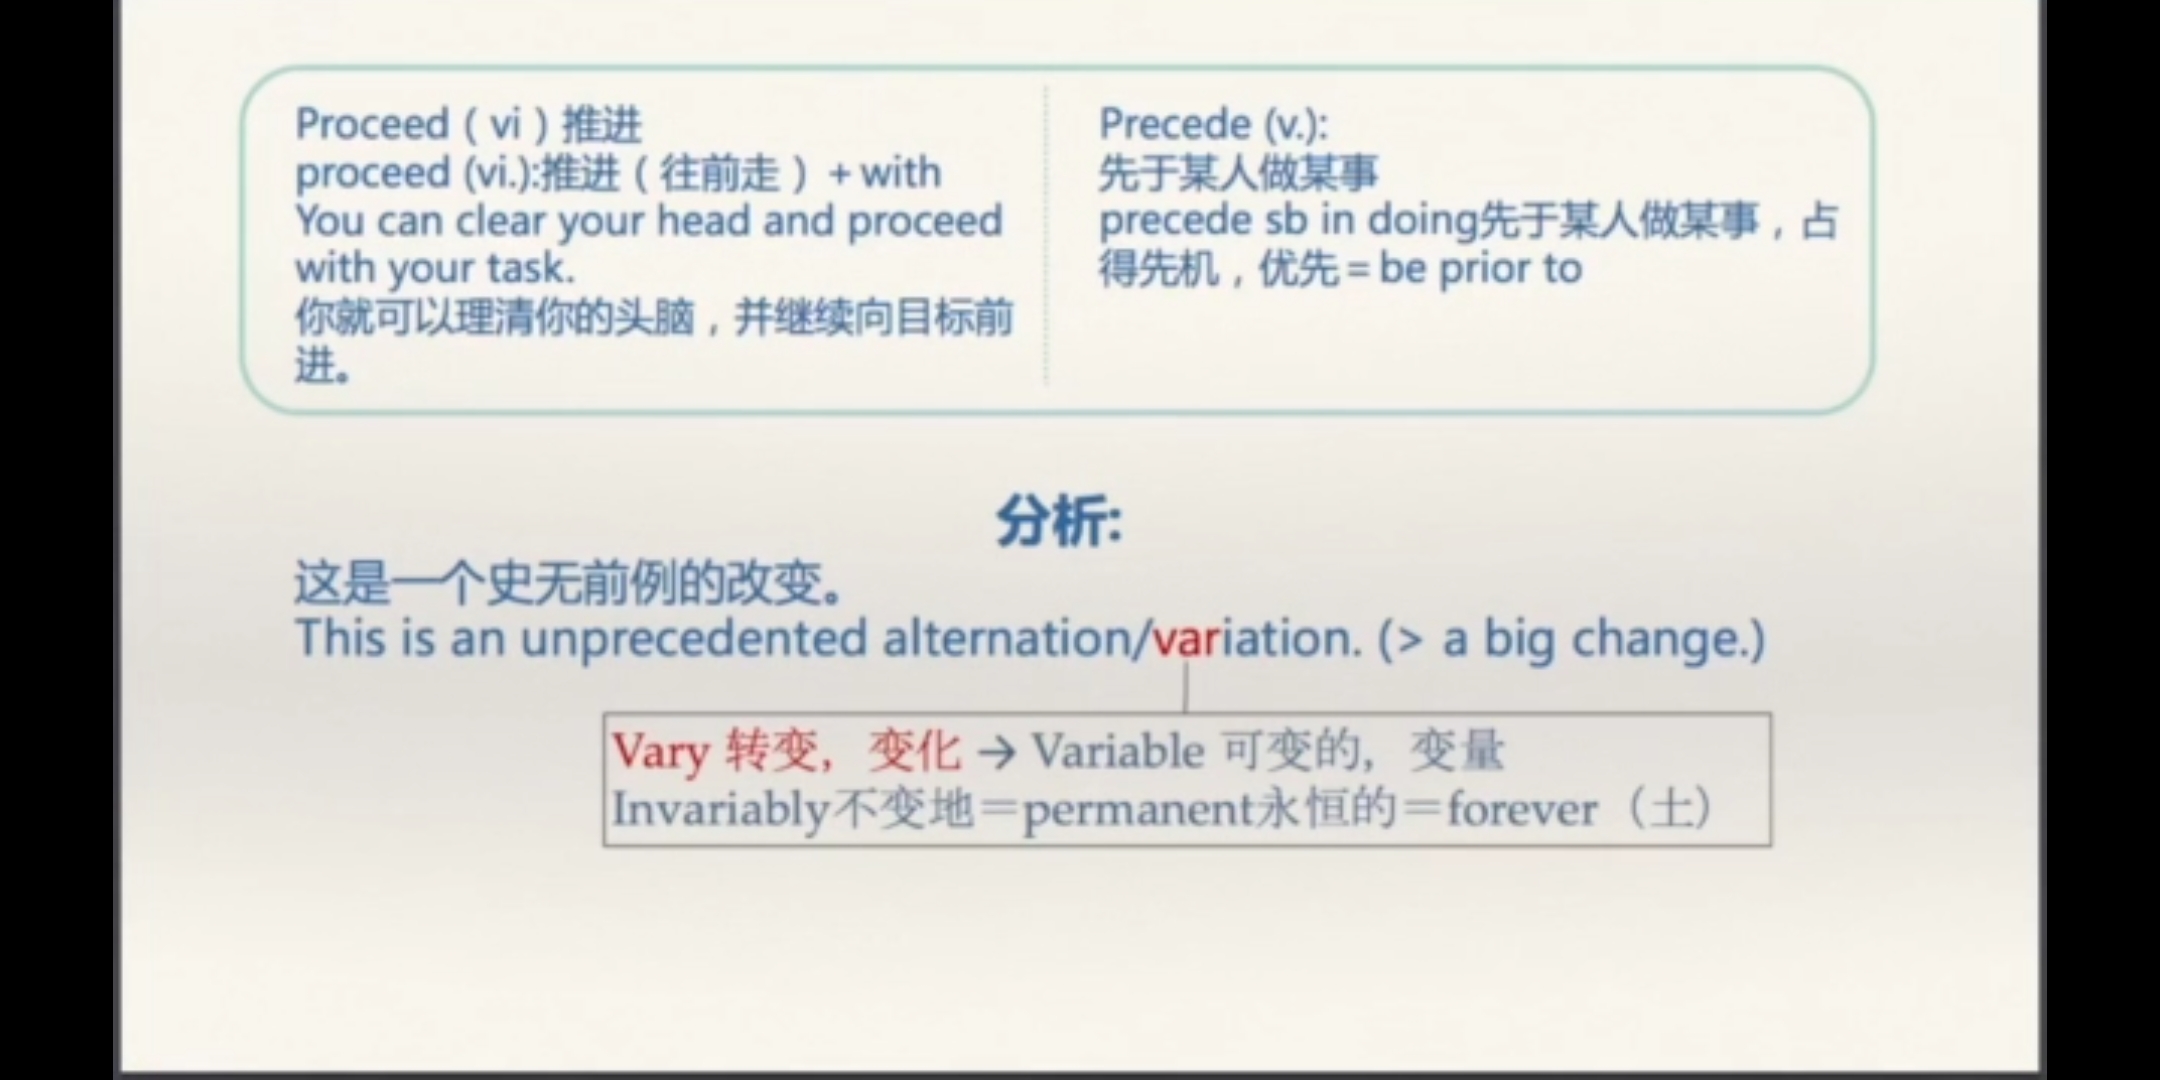 Proceed（vi）推进
proceed (vi.):推进（往前走）+ with
You can clear your head and proceed
with your task.
你就可以理清你的头脑，并继续向目标前
进。
Precede (v.):
先于某人做某事
precede sb in doing先于某人做某事，占
得先机，优先 = be prior to
分析:
这是一个史无前例的改变。
This is an unprecedented alternation/variation. (> a big change.)
Vary 转变，变化 → Variable 可变的，变量
Invariably不变地＝permanent永恒的＝forever（土）